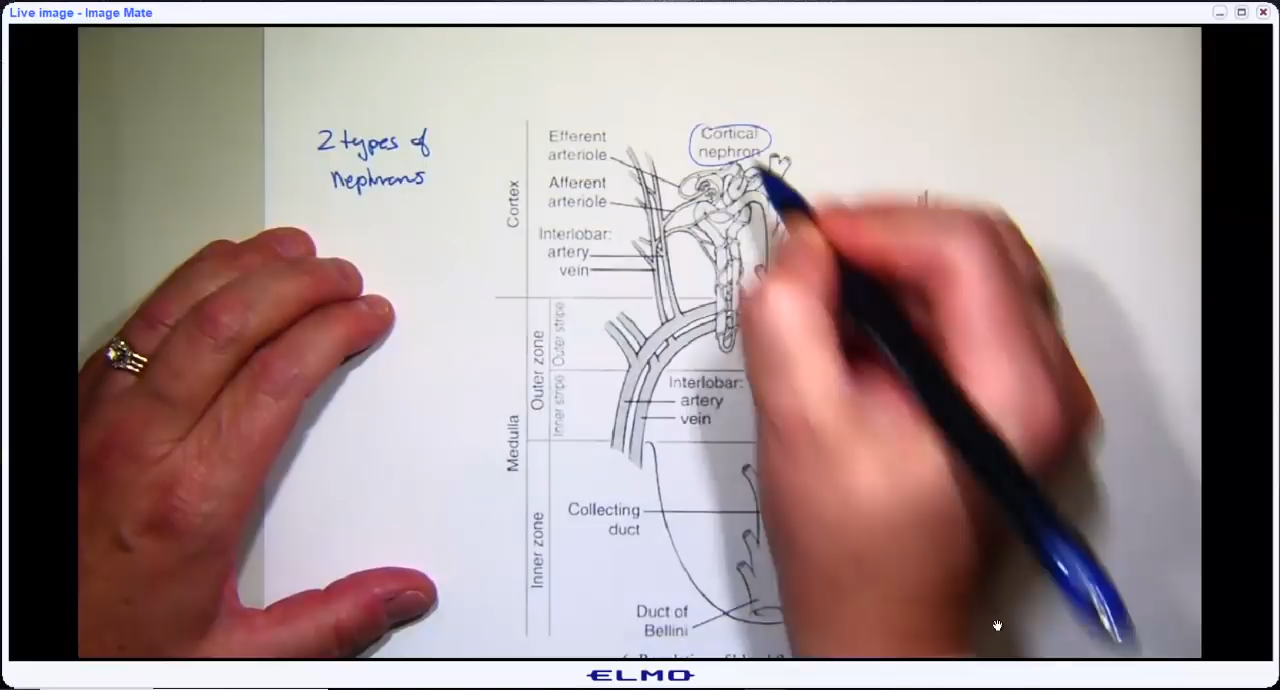 Live image - Image Mate
2 types of
nephrons
Efferent
arteriole
Cortical
nephron
Afferent
arteriole
Interlobar:
artery
vein
Cortex
Outer stripe
Outer zone
Inner stripe
Interlobar:
artery
vein
Medulla
Collecting
duct
Inner zone
Duct of
Bellini
ELMO